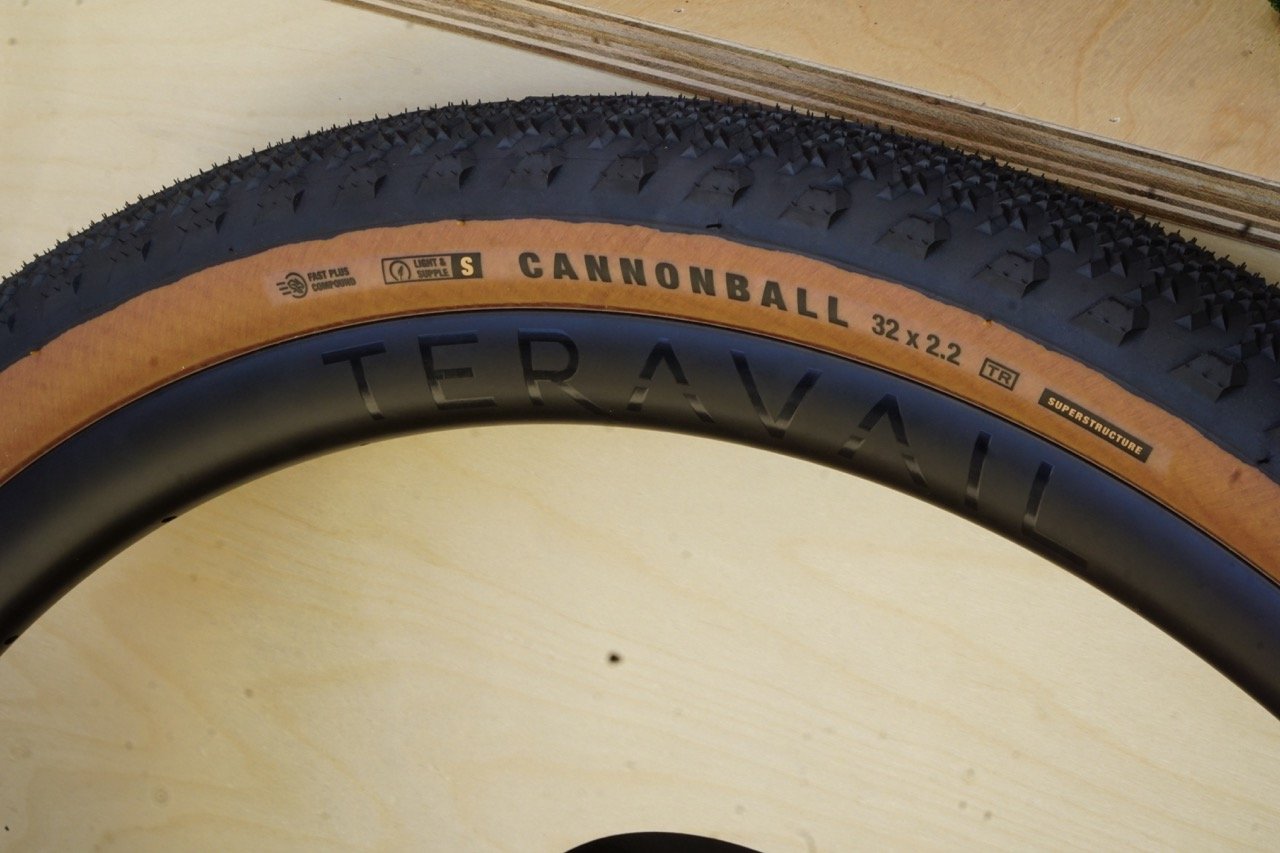 FAST PLUS
COMPOUND
LIGHT &
SUPPLE S
CANNONBALL 32 x 2.2 TR SUPERSTRUCTURE
TERAVAIL